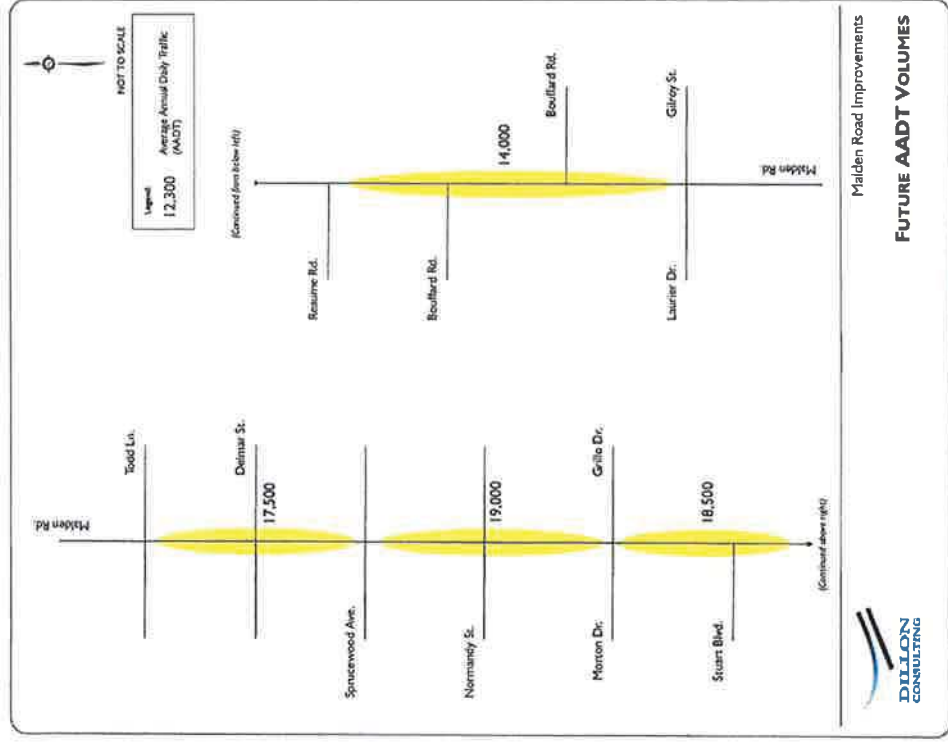 NOT TO SCALE
Legend
12,300 Average Annual Daily Traffic
(AADT)
Malden Rd.
Todd Ln.
Delmar St.
17,500
Sprucewood Ave.
Normandy St.
19,000
Morton Dr.
Grillo Dr.
18,500
Stuart Blvd.
(Continued above right)
(Continued from below left)
Reaume Rd.
Bouffard Rd.
14,000
Bouffard Rd.
Laurier Dr.
Gilroy St.
Malden Rd.
DILLON
CONSULTING
Malden Road Improvements
FUTURE AADT VOLUMES